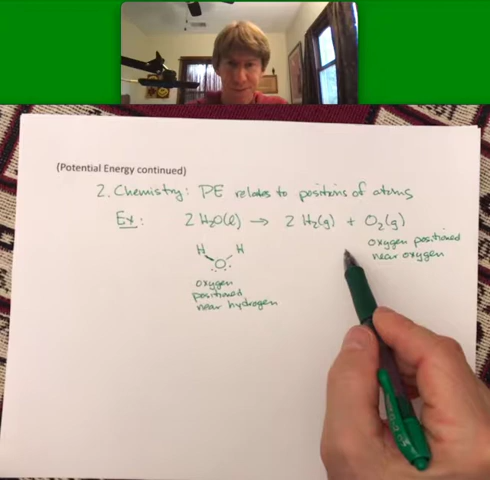 (Potential Energy continued)
2. Chemistry: PE relates to positions of atoms
Ex: 2 H₂O(l) → 2 H₂(g) + O₂(g)
H H
O
oxygen
positioned
near hydrogen
oxygen positioned
near oxygen